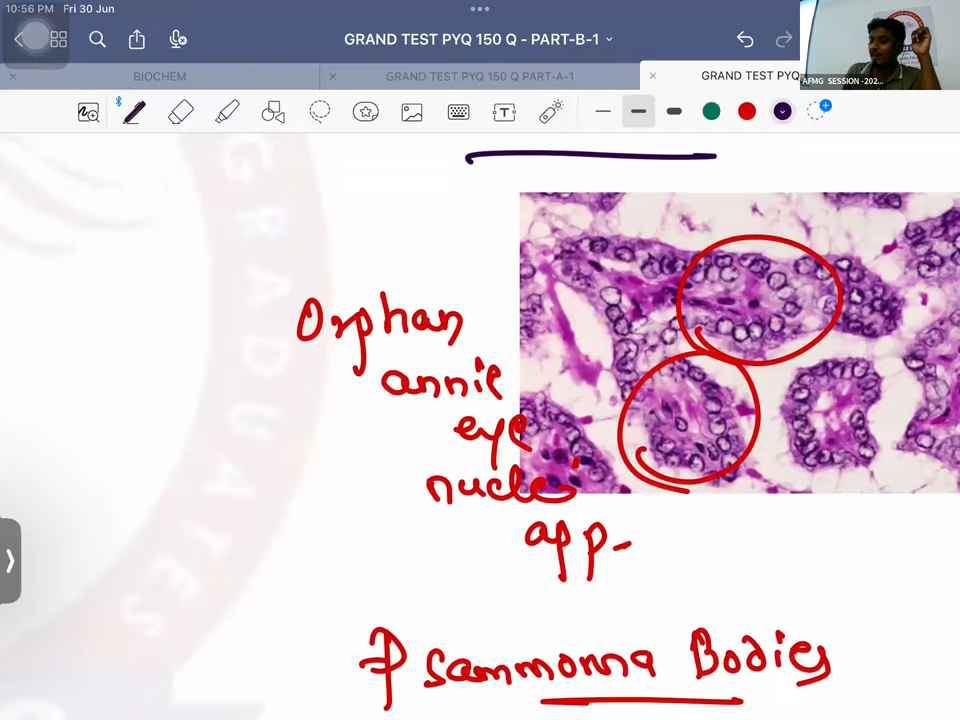 10:56 PM Fri 30 Jun
GRAND TEST PYQ 150 Q - PART-B-1
BIOCHEM
GRAND TEST PYQ 150 Q PART-A-1
GRAND TEST PYQ
AFMG SESSION -202...
GRADUATES
Orphan
annie
eye
nuclei
app-
Psammoma Bodies